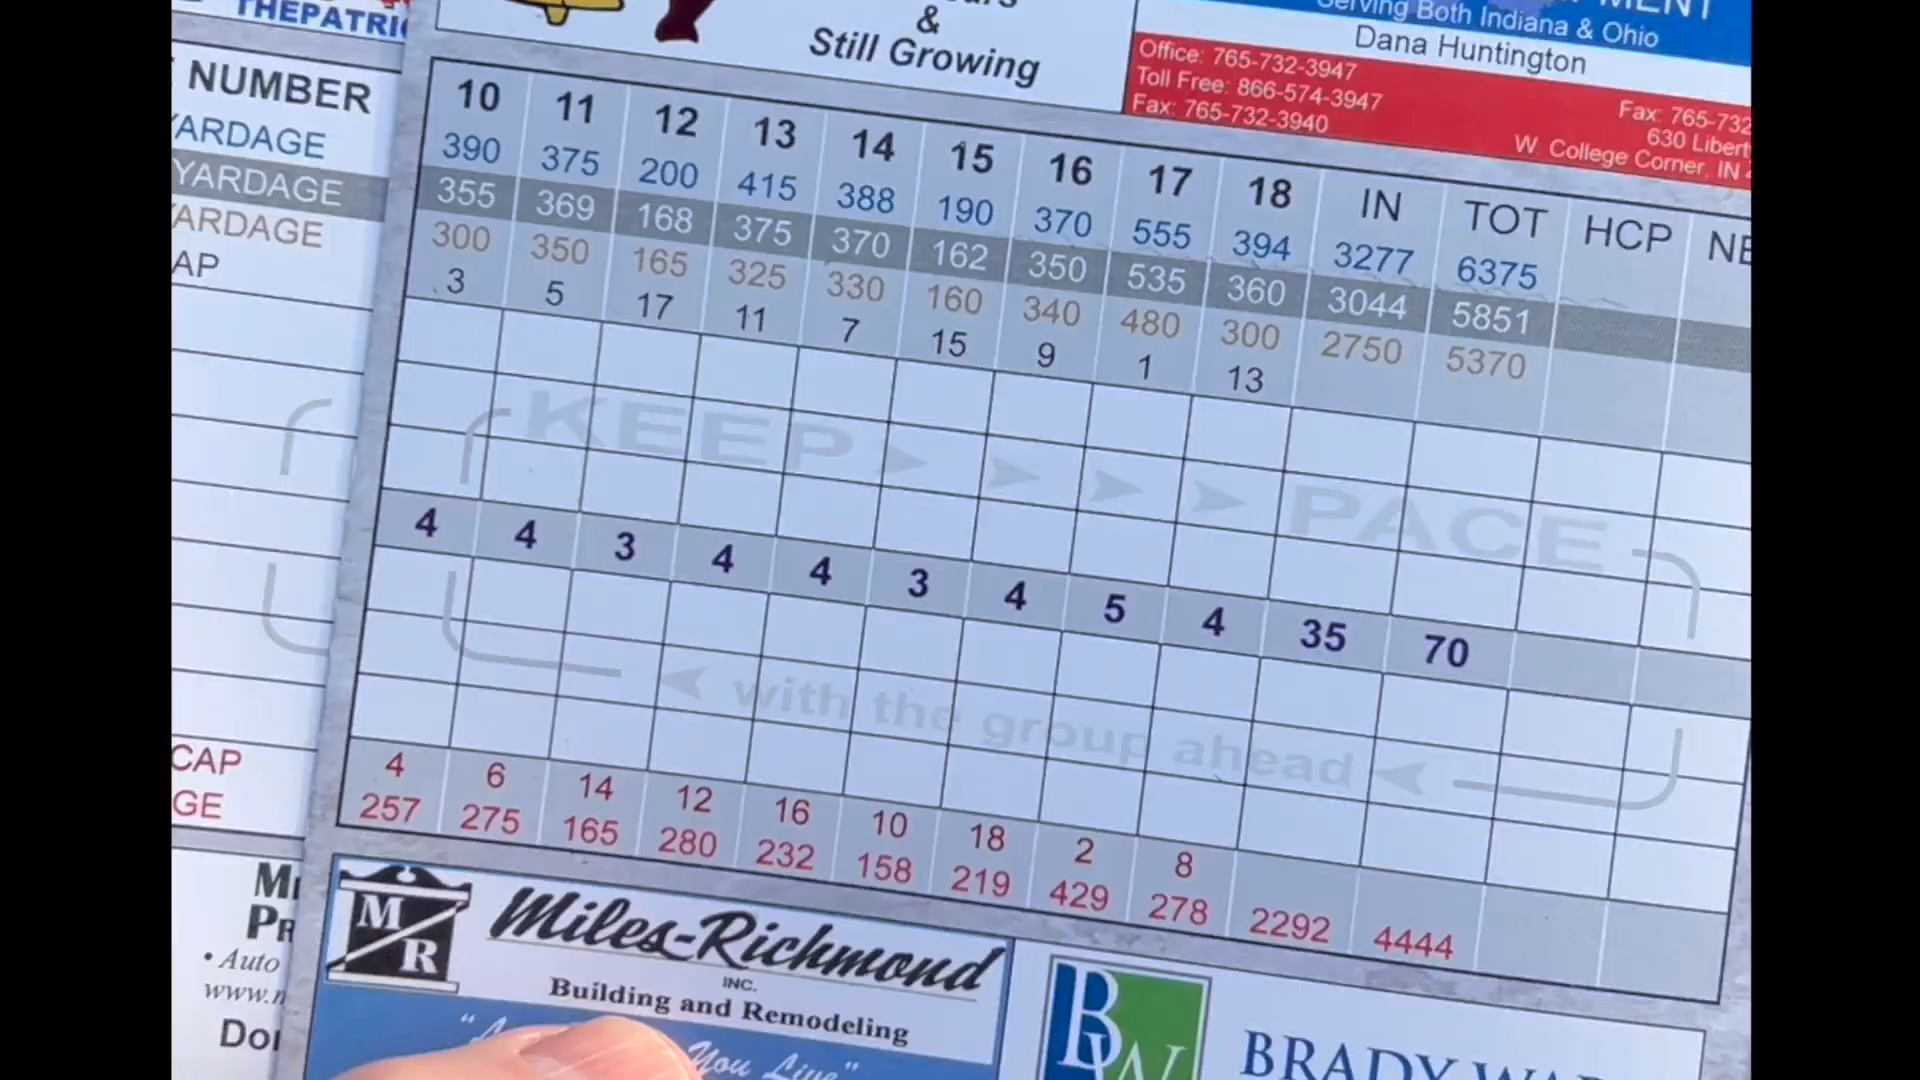 THEPATRI
&
Still Growing
Serving Both Indiana & Ohio
Dana Huntington
Office: 765-732-3947
Toll Free: 866-574-3947
Fax: 765-732-3940
Fax: 765-732
630 Libert
W. College Corner, IN
NUMBER 10 11 12 13 14 15 16 17 18 IN TOT HCP NE
YARDAGE 390 375 200 415 388 190 370 555 394 3277 6375
YARDAGE 355 369 168 375 370 162 350 535 360 3044 5851
ARDAGE 300 350 165 325 330 160 340 480 300 2750 5370
AP 3 5 17 11 7 15 9 1 13
KEEP PACE
4 4 3 4 4 3 4 5 4 35 70
with the group ahead
CAP 4 6 14 12 16 10 18 2 8
GE 257 275 165 280 232 158 219 429 278 2292 4444
• Auto
www.
M R
Miles-Richmond
INC.
Building and Remodeling
You Live"
BW
BRADY